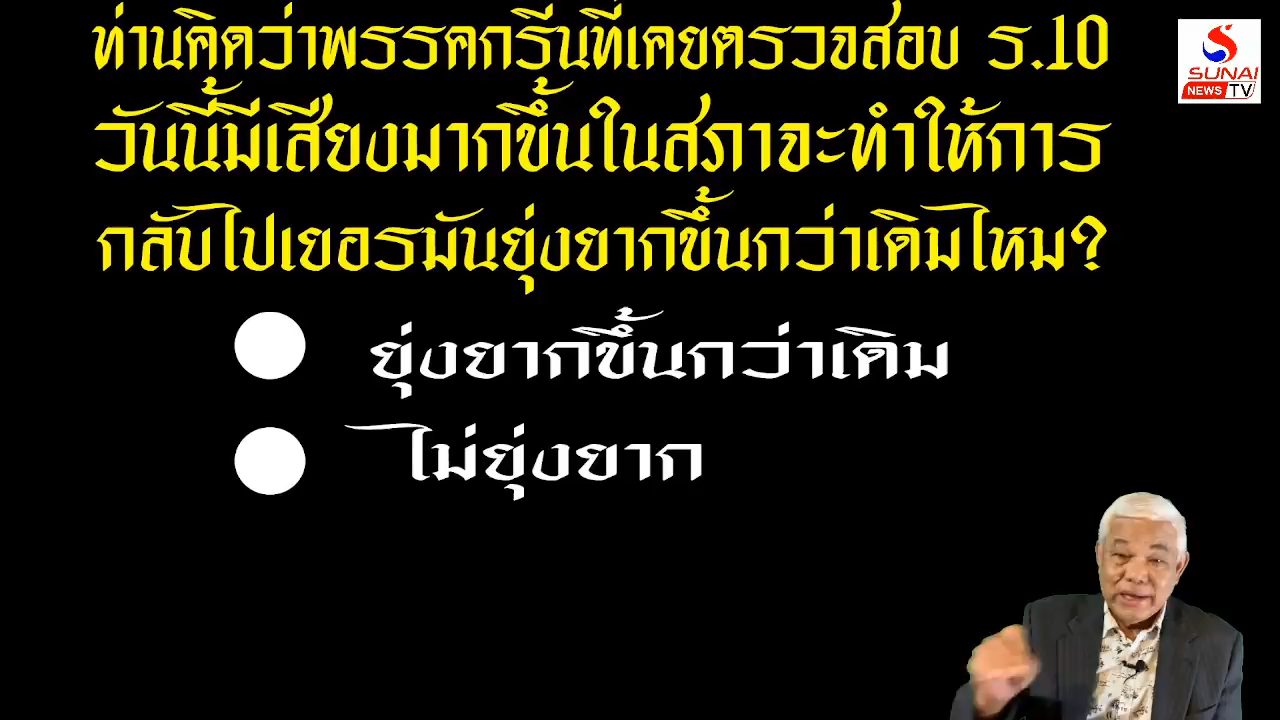 ท่านคิดว่าพรรคกรีนที่เคยตรวจสอบ ร.10
วันนี้มีเสียงมากขึ้นในสภาจะทำให้การ
กลับไปเยอรมันยุ่งยากขึ้นกว่าเดิมไหม?
ยุ่งยากขึ้นกว่าเดิม
ไม่ยุ่งยาก
SUNAI
NEWS TV